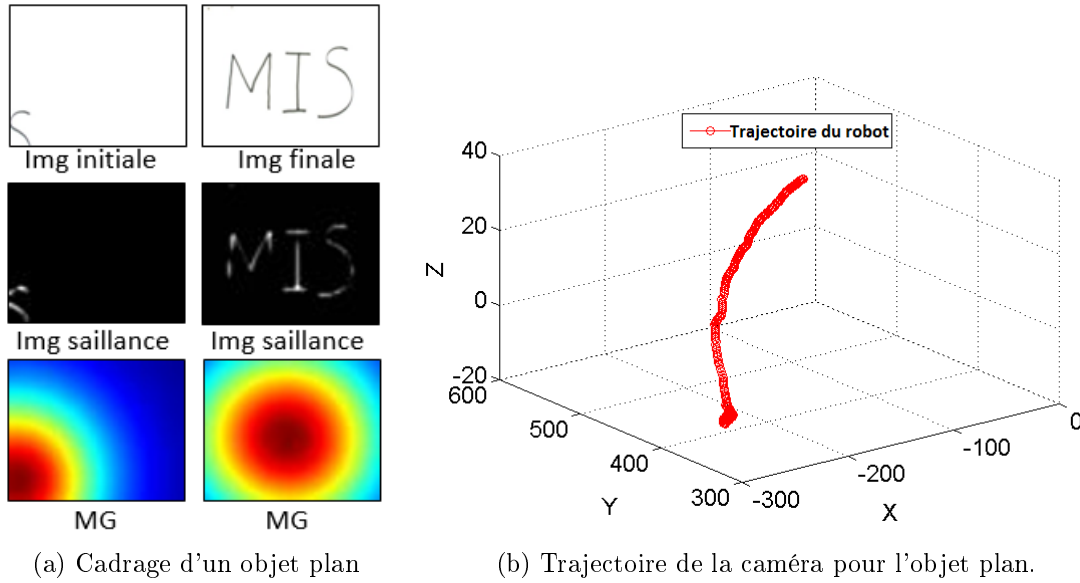 S
MIS
Img initiale
Img finale
S
MIS
Img saillance
Img saillance
MG
MG
(a) Cadrage d'un objet plan
Trajectoire du robot
40
20
0
-20
Z
600
500
400
300
Y
-300
-200
-100
0
X
(b) Trajectoire de la caméra pour l'objet plan.